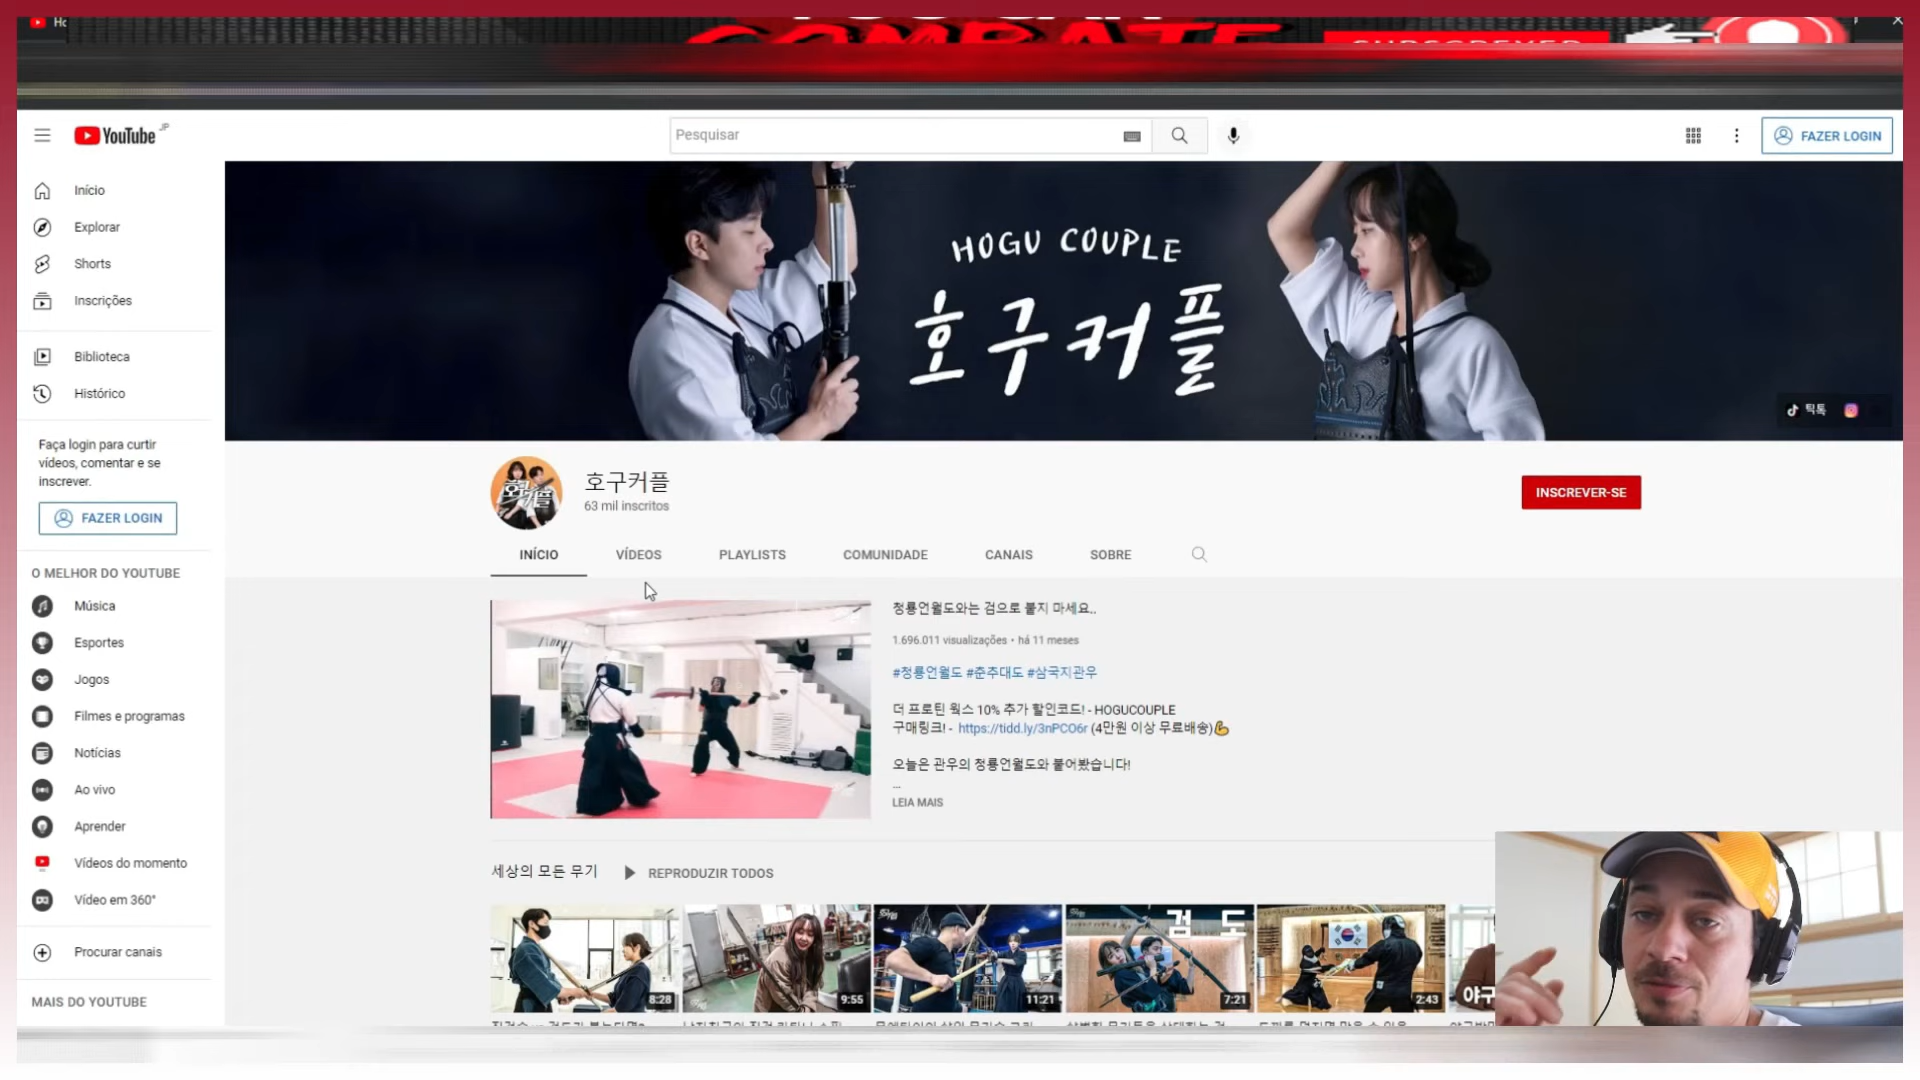 YouTube JP
Pesquisar
FAZER LOGIN
Início
Explorar
Shorts
Inscrições
Biblioteca
Histórico
Faça login para curtir
vídeos, comentar e se
inscrever.
FAZER LOGIN
O MELHOR DO YOUTUBE
Música
Esportes
Jogos
Filmes e programas
Notícias
Ao vivo
Aprender
Vídeos do momento
Vídeo em 360°
Procurar canais
MAIS DO YOUTUBE
HOGU COUPLE
호구커플
틱톡
호구커플
63 mil inscritos
INSCREVER-SE
INÍCIO
VÍDEOS
PLAYLISTS
COMUNIDADE
CANAIS
SOBRE
청룡언월도와는 검으로 붙지 마세요..
1.696.011 visualizações • há 11 meses
#청룡언월도 #춘추대도 #삼국지관우
더 프로틴 웍스 10% 추가 할인코드! - HOGUCOUPLE
구매링크! - https://tidd.ly/3nPCO6r (4만원 이상 무료배송)💪
오늘은 관우의 청룡언월도와 붙어봤습니다!
...
LEIA MAIS
세상의 모든 무기
REPRODUZIR TODOS
8:28
9:55
11:21
검도
7:21
2:43